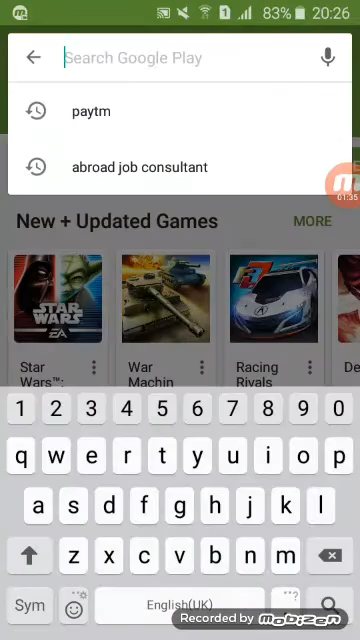 83% 20:26
Search Google Play
paytm
abroad job consultant
01:35
New + Updated Games MORE
STAR WARS
EA
Star Wars™: War Machin Racing Rivals De
1 2 3 4 5 6 7 8 9 0
q w e r t y u i o p
a s d f g h j k l
z x c v b n m
Sym English(UK)
Recorded by mobizen